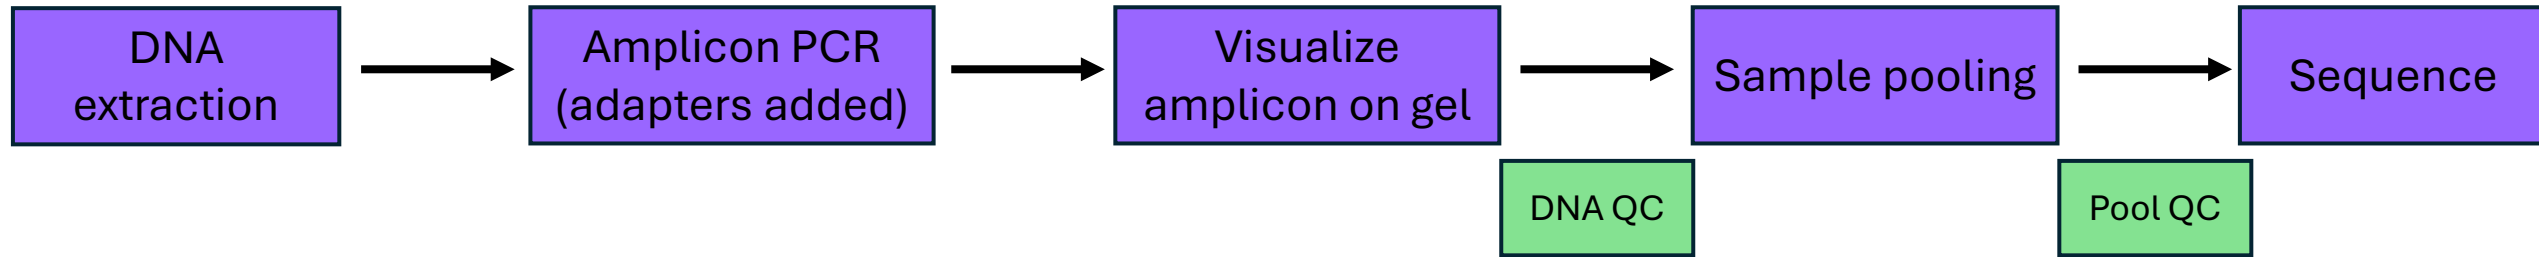 DNA
extraction
Amplicon PCR
(adapters added)
Visualize
amplicon on gel
Sample pooling
Sequence
DNA QC
Pool QC